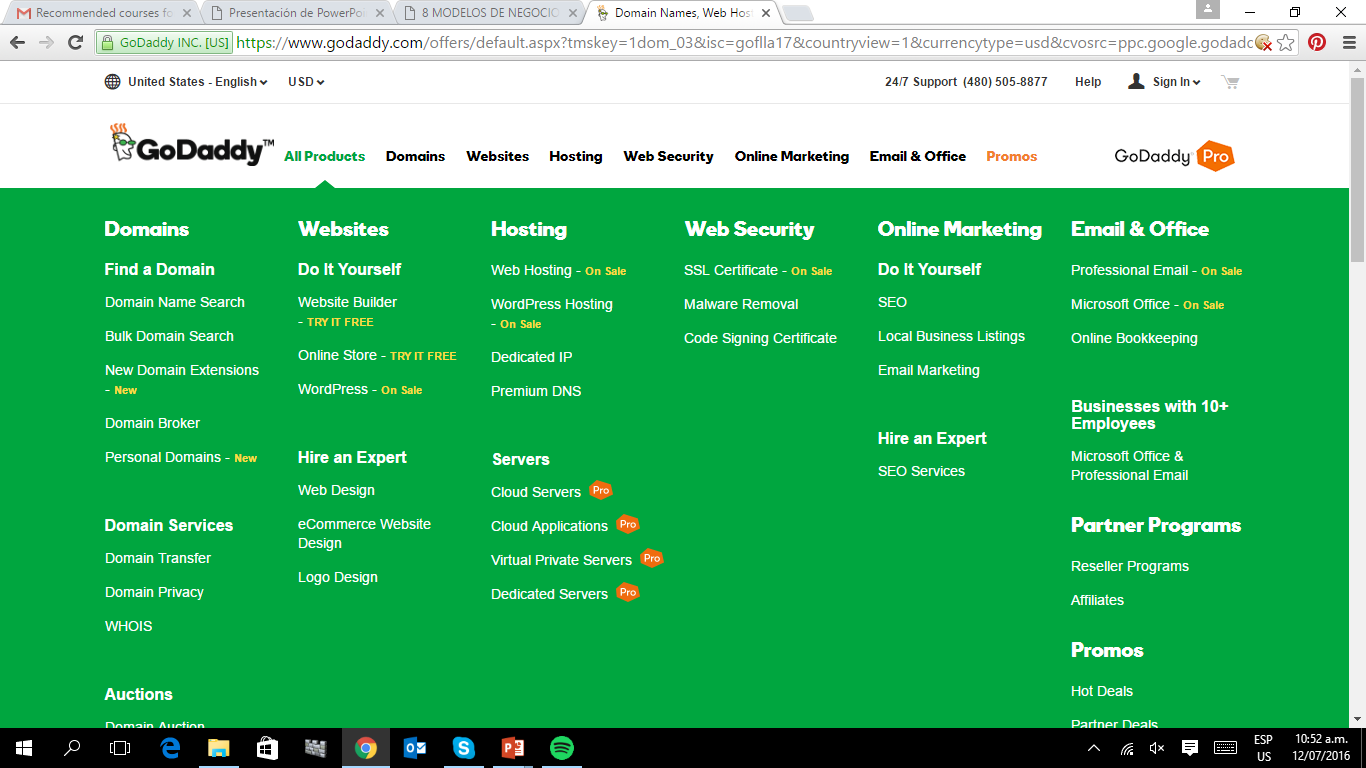 Recommended courses fo
Presentación de PowerPoi
8 MODELOS DE NEGOCIO
Domain Names, Web Host
GoDaddy INC. [US]
https://www.godaddy.com/offers/default.aspx?tmskey=1dom_03&isc=goflla17&countryview=1&currencytype=usd&cvosrc=ppc.google.godadc
United States - English
USD
24/7 Support (480) 505-8877
Help
Sign In
GoDaddy™
All Products
Domains
Websites
Hosting
Web Security
Online Marketing
Email & Office
Promos
GoDaddy Pro
Domains
Find a Domain
Domain Name Search
Bulk Domain Search
New Domain Extensions
- New
Domain Broker
Personal Domains - New
Domain Services
Domain Transfer
Domain Privacy
WHOIS
Auctions
Domain Auction
Websites
Do It Yourself
Website Builder
- TRY IT FREE
Online Store - TRY IT FREE
WordPress - On Sale
Hire an Expert
Web Design
eCommerce Website
Design
Logo Design
Hosting
Web Hosting - On Sale
WordPress Hosting
- On Sale
Dedicated IP
Premium DNS
Servers
Cloud Servers Pro
Cloud Applications Pro
Virtual Private Servers Pro
Dedicated Servers Pro
Web Security
SSL Certificate - On Sale
Malware Removal
Code Signing Certificate
Online Marketing
Do It Yourself
SEO
Local Business Listings
Email Marketing
Hire an Expert
SEO Services
Email & Office
Professional Email - On Sale
Microsoft Office - On Sale
Online Bookkeeping
Businesses with 10+
Employees
Microsoft Office &
Professional Email
Partner Programs
Reseller Programs
Affiliates
Promos
Hot Deals
Partner Deals
ESP
US
10:52 a.m.
12/07/2016